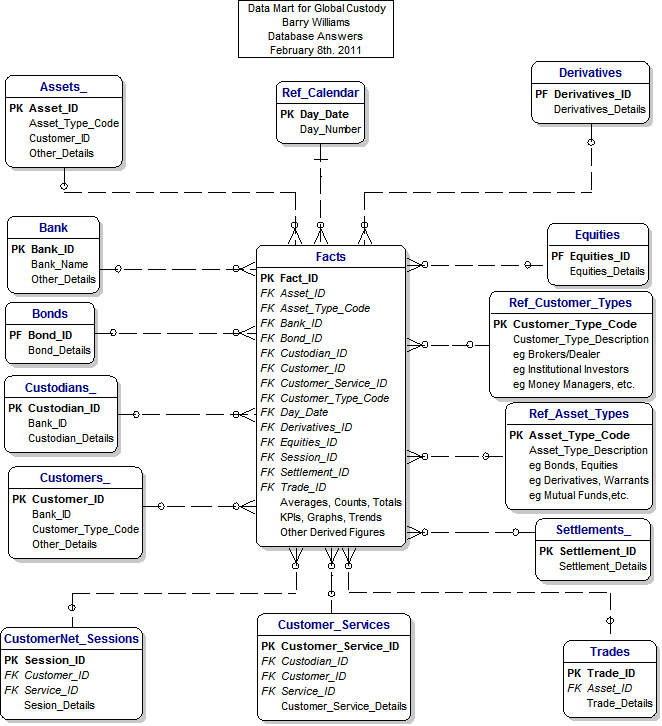 Data Mart for Global Custody
Barry Williams
Database Answers
February 8th. 2011
Assets_
PK Asset_ID
Asset_Type_Code
Customer_ID
Other_Details
Ref_Calendar
PK Day_Date
Day_Number
Derivatives
PF Derivatives_ID
Derivatives_Details
Bank
PK Bank_ID
Bank_Name
Other_Details
Bonds
PF Bond_ID
Bond_Details
Custodians_
PK Custodian_ID
Bank_ID
Custodian_Details
Customers_
PK Customer_ID
Bank_ID
Customer_Type_Code
Other_Details
Facts
PK Fact_ID
FK Asset_ID
FK Asset_Type_Code
FK Bank_ID
FK Bond_ID
FK Custodian_ID
FK Customer_ID
FK Customer_Service_ID
FK Customer_Type_Code
FK Day_Date
FK Derivatives_ID
FK Equities_ID
FK Session_ID
FK Settlement_ID
FK Trade_ID
Averages, Counts, Totals
KPIs, Graphs, Trends
Other Derived Figures
Equities
PF Equities_ID
Equities_Details
Ref_Customer_Types
PK Customer_Type_Code
Customer_Type_Description
eg Brokers/Dealer
eg Institutional Investors
eg Money Managers, etc.
Ref_Asset_Types
PK Asset_Type_Code
Asset_Type_Description
eg Bonds, Equities
eg Derivatives, Warrants
eg Mutual Funds,etc.
Settlements_
PK Settlement_ID
Settlement_Details
CustomerNet_Sessions
PK Session_ID
FK Customer_ID
FK Service_ID
Sesion_Details
Customer_Services
PK Customer_Service_ID
FK Custodian_ID
FK Customer_ID
FK Service_ID
Customer_Service_Details
Trades
PK Trade_ID
FK Asset_ID
Trade_Details